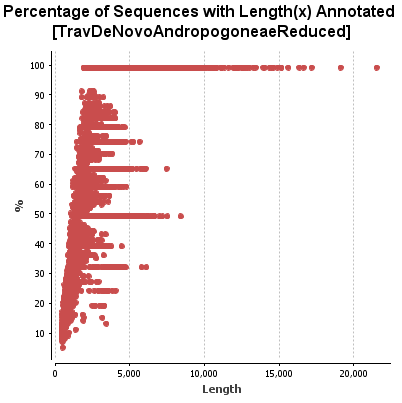 Percentage of Sequences with Length(x) Annotated
[TravDeNovoAndropogoneaeReduced]
100
90
80
70
60
50
40
30
20
10
%
0 5,000 10,000 15,000 20,000
Length